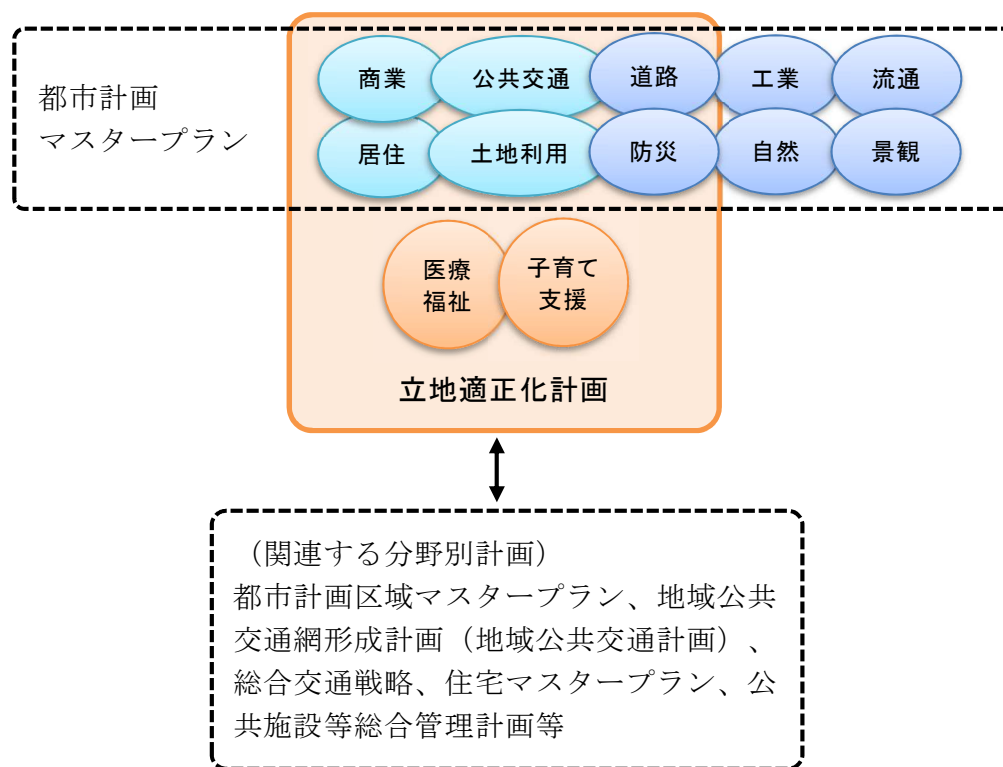 都市計画
マスタープラン
商業
公共交通
道路
工業
流通
居住
土地利用
防災
自然
景観
医療
福祉
子育て
支援
立地適正化計画
（関連する分野別計画）
都市計画区域マスタープラン、地域公共
交通網形成計画（地域公共交通計画）、
総合交通戦略、住宅マスタープラン、公
共施設等総合管理計画等